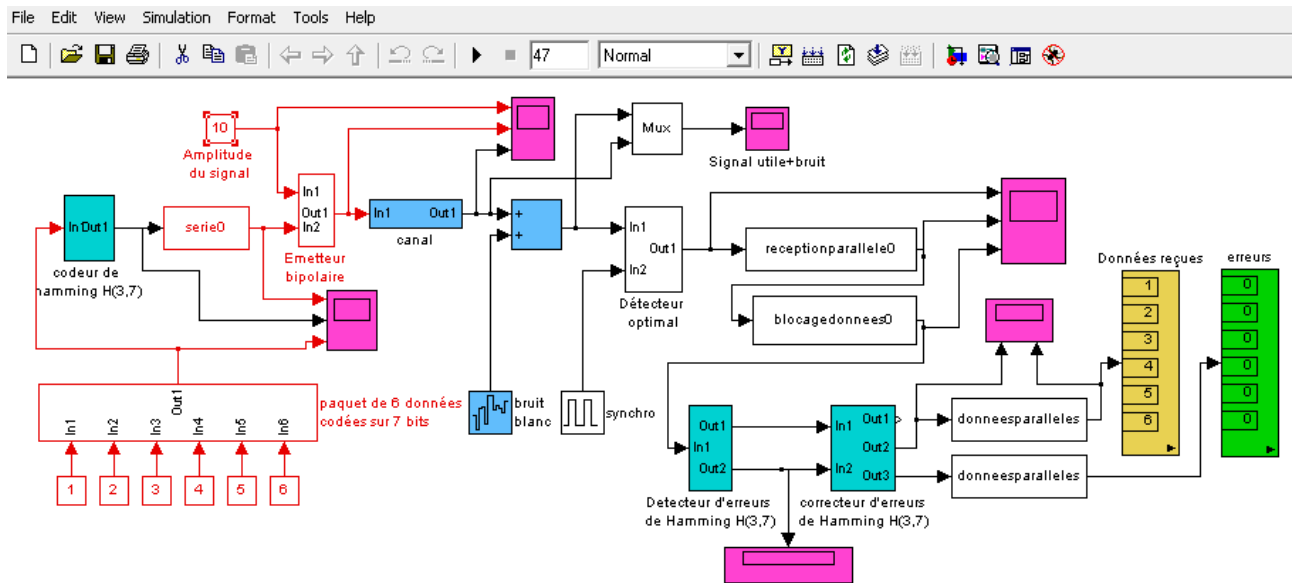 File Edit View Simulation Format Tools Help
47 Normal
10
Amplitude
du signal
In1
Out1
In2
Emetteur
bipolaire
In Out1
codeur de
hamming H(3,7)
serie0
In1 Out1
canal
+
+
Mux
Signal utile+bruit
In1
Out1
In2
Détecteur
optimal
receptionparallele0
blocagedonnees0
Données reçues
1
2
3
4
5
6
erreurs
0
0
0
0
0
0
Out1
In1 In2 In3 In4 In5 In6
paquet de 6 données
codées sur 7 bits
1 2 3 4 5 6
bruit
blanc
synchro
Out1
In1
Out2
Detecteur d'erreurs
de Hamming H(3,7)
In1 Out1
Out2
In2 Out3
correcteur d'erreurs
de Hamming H(3,7)
donneesparalleles
donneesparalleles